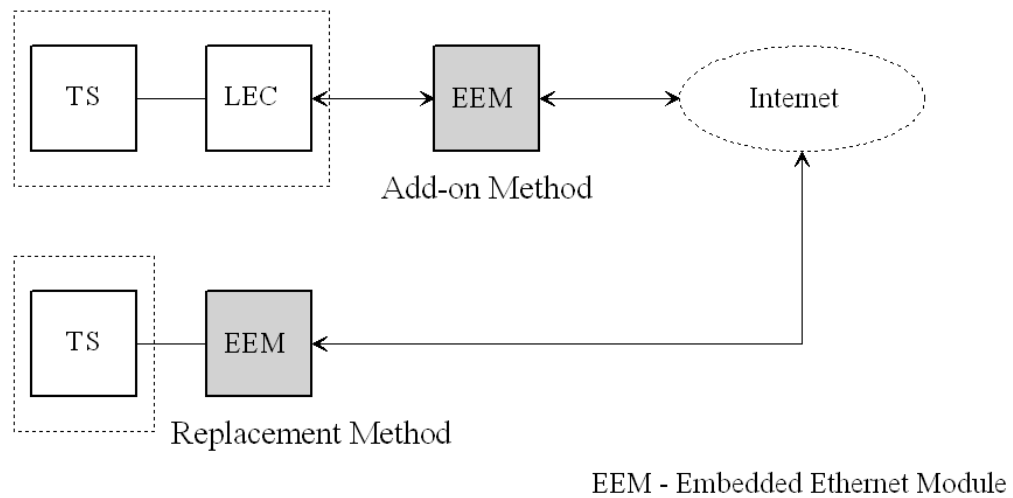 TS
LEC
EEM
Internet
Add-on Method
TS
EEM
Replacement Method
EEM - Embedded Ethernet Module